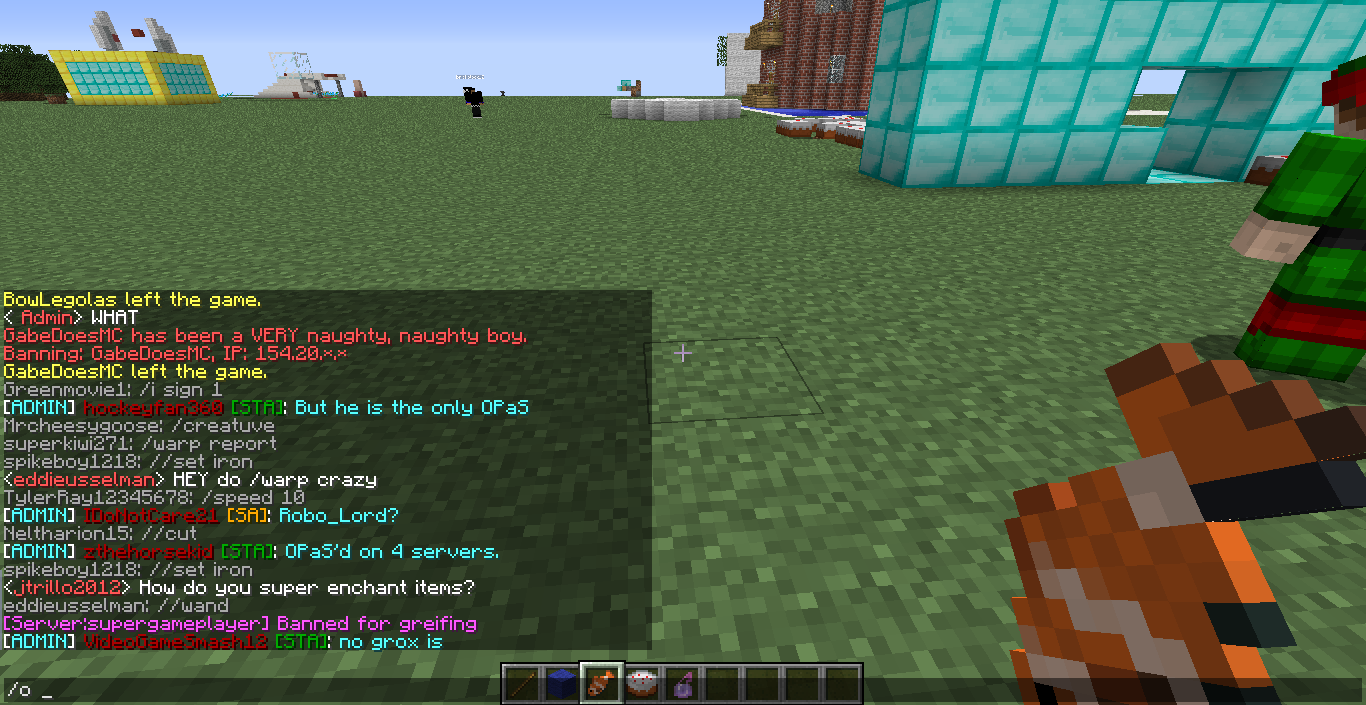 BowLegolas left the game.
< Admin> WHAT
GabeDoesMC has been a VERY naughty, naughty boy.
Banning: GabeDoesMC, IP: 154.20.x.x
GabeDoesMC left the game.
Greenmovie1: /i sign 1
[ADMIN] hockeyfan360 [STA]: But he is the only OPaS
Mrcheesygoose: /creatuve
superkiwi271: /warp report
spikeboy1218: //set iron
<eddieusselman> HEY do /warp crazy
TylerRay12345678: /speed 10
[ADMIN] IDoNotCare21 [SA]: Robo_Lord?
Neltharion15: //cut
[ADMIN] zthehorsekid [STA]: OPaS'd on 4 servers.
spikeboy1218: //set iron
<jtrillo2012> How do you super enchant items?
eddieusselman: //wand
[Server:supergameplayer] Banned for greifing
[ADMIN] VideoGameSmash12 [STA]: no grox is
/o _